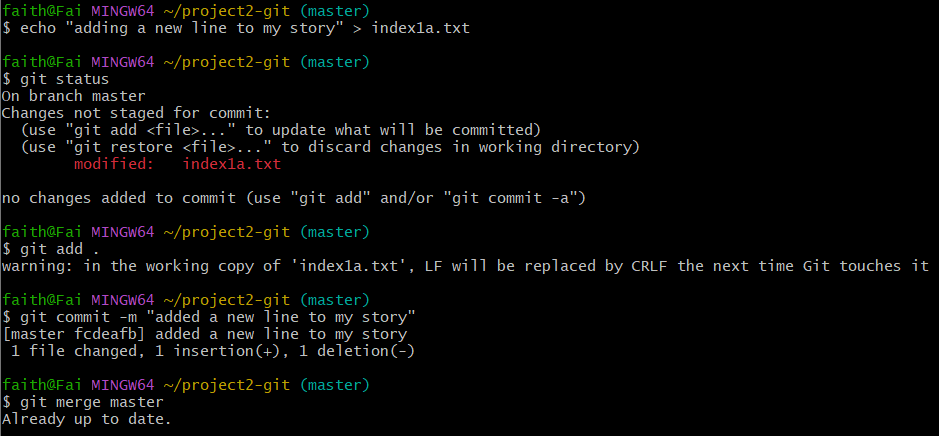 faith@Fai MINGW64 ~/project2-git (master)
$ echo "adding a new line to my story" > index1a.txt
faith@Fai MINGW64 ~/project2-git (master)
$ git status
On branch master
Changes not staged for commit:
  (use "git add <file>..." to update what will be committed)
  (use "git restore <file>..." to discard changes in working directory)
        modified:   index1a.txt
no changes added to commit (use "git add" and/or "git commit -a")
faith@Fai MINGW64 ~/project2-git (master)
$ git add .
warning: in the working copy of 'index1a.txt', LF will be replaced by CRLF the next time Git touches it
faith@Fai MINGW64 ~/project2-git (master)
$ git commit -m "added a new line to my story"
[master fcdeafb] added a new line to my story
 1 file changed, 1 insertion(+), 1 deletion(-)
faith@Fai MINGW64 ~/project2-git (master)
$ git merge master
Already up to date.